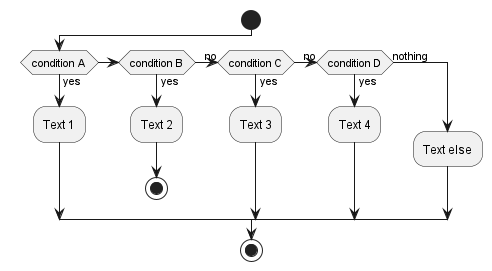 condition A
condition B
no
condition C
no
condition D
nothing
yes
yes
yes
yes
Text 1
Text 2
Text 3
Text 4
Text else